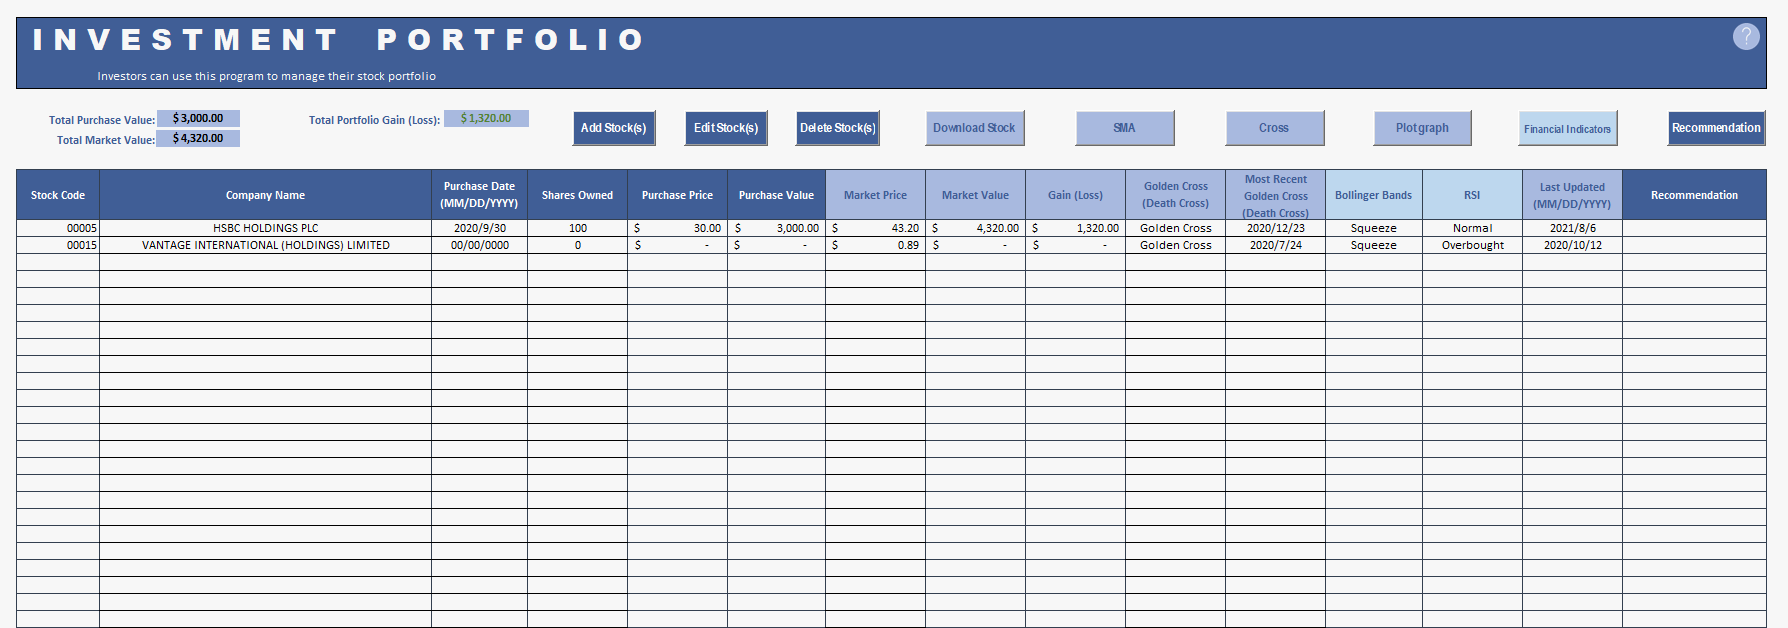 INVESTMENT PORTFOLIO
?
Investors can use this program to manage their stock portfolio
Total Purchase Value: $ 3,000.00 Total Portfolio Gain (Loss): $ 1,320.00
Total Market Value: $ 4,320.00
Add Stock(s) Edit Stock(s) Delete Stock(s) Download Stock SMA Cross Plot graph Financial Indicators Recommendation
Stock Code Company Name Purchase Date (MM/DD/YYYY) Shares Owned Purchase Price Purchase Value Market Price Market Value Gain (Loss) Golden Cross (Death Cross) Most Recent Golden Cross (Death Cross) Bollinger Bands RSI Last Updated (MM/DD/YYYY) Recommendation
00005 HSBC HOLDINGS PLC 2020/9/30 100 $ 30.00 $ 3,000.00 $ 43.20 $ 4,320.00 $ 1,320.00 Golden Cross 2020/12/23 Squeeze Normal 2021/8/6
00015 VANTAGE INTERNATIONAL (HOLDINGS) LIMITED 00/00/0000 0 $ - $ - $ 0.89 $ - $ - Golden Cross 2020/7/24 Squeeze Overbought 2020/10/12